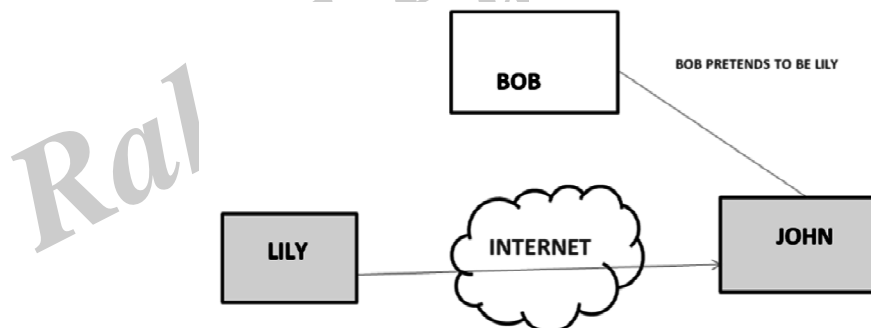 BOB
BOB PRETENDS TO BE LILY
LILY
INTERNET
JOHN